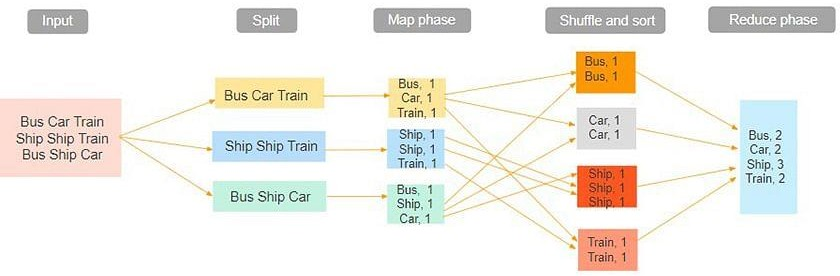 Input
Split
Map phase
Shuffle and sort
Reduce phase
Bus Car Train
Ship Ship Train
Bus Ship Car
Bus Car Train
Ship Ship Train
Bus Ship Car
Bus, 1
Car, 1
Train, 1
Ship, 1
Ship, 1
Train, 1
Bus, 1
Ship, 1
Car, 1
Bus, 1
Bus, 1
Car, 1
Car, 1
Ship, 1
Ship, 1
Ship, 1
Train, 1
Train, 1
Bus, 2
Car, 2
Ship, 3
Train, 2